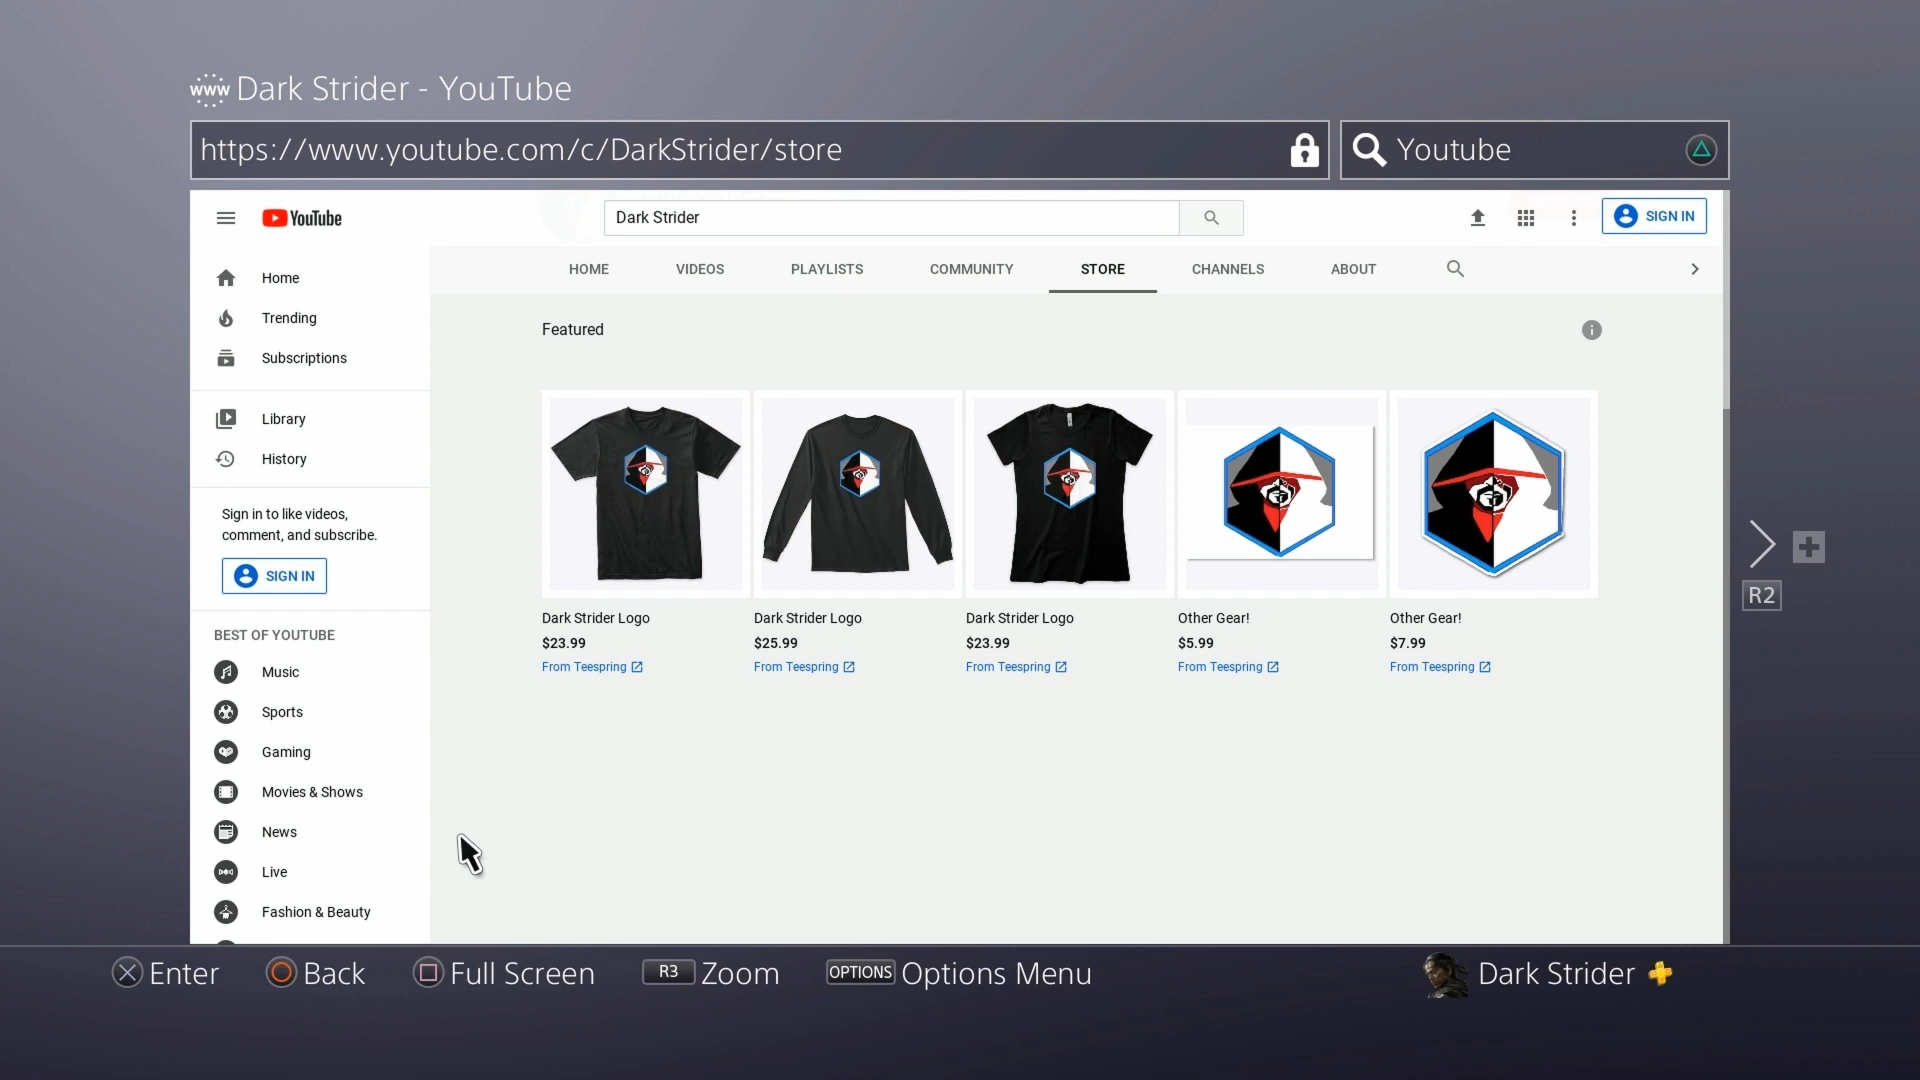 www Dark Strider - YouTube
https://www.youtube.com/c/DarkStrider/store
Youtube
YouTube
Dark Strider
SIGN IN
Home
Trending
Subscriptions
Library
History
Sign in to like videos,
comment, and subscribe.
SIGN IN
BEST OF YOUTUBE
Music
Sports
Gaming
Movies & Shows
News
Live
Fashion & Beauty
HOME VIDEOS PLAYLISTS COMMUNITY STORE CHANNELS ABOUT
Featured
Dark Strider Logo
$23.99
From Teespring
Dark Strider Logo
$25.99
From Teespring
Dark Strider Logo
$23.99
From Teespring
Other Gear!
$5.99
From Teespring
Other Gear!
$7.99
From Teespring
R2
Enter Back Full Screen R3 Zoom OPTIONS Options Menu Dark Strider